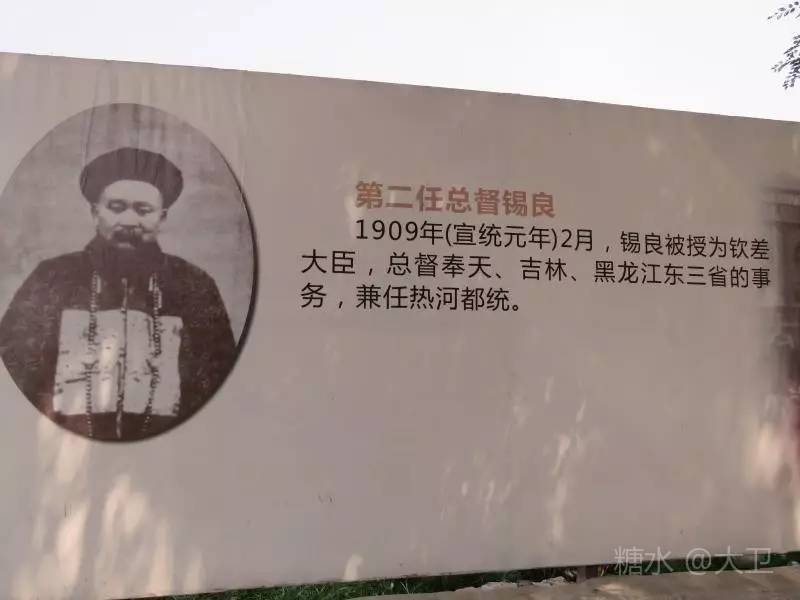 第二任总督锡良
1909年(宣统元年)2月，锡良被授为钦差
大臣，总督奉天、吉林、黑龙江东三省的事
务，兼任热河都统。
糖水 @大卫